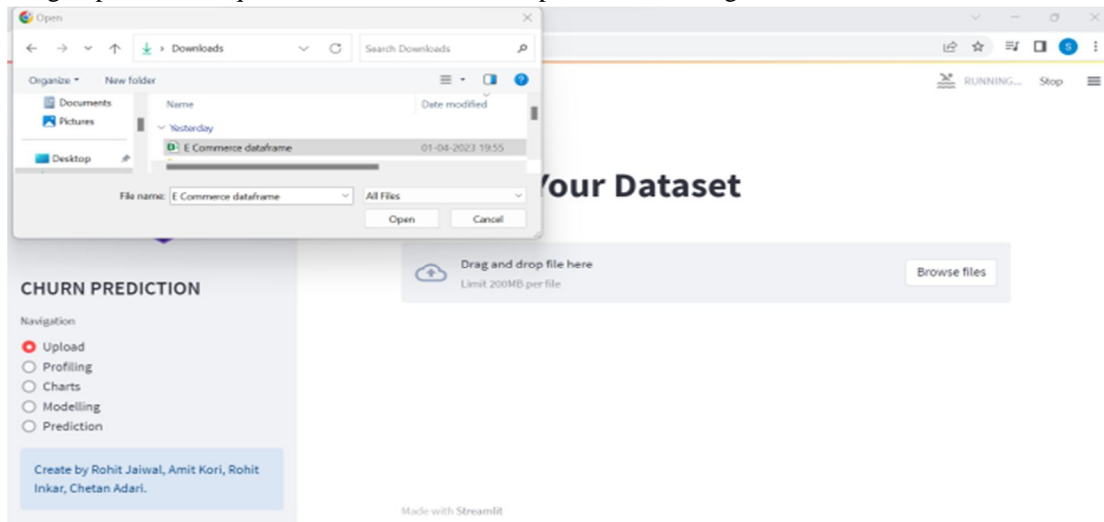 Open
Downloads
Search Downloads
Organize
New folder
Documents
Pictures
Desktop
Name
Date modified
Yesterday
E Commerce dataframe
01-04-2023 19:55
File name:
E Commerce dataframe
All Files
Open
Cancel
S
RUNNING...
Stop
our Dataset
Drag and drop file here
Limit 200MB per file
Browse files
CHURN PREDICTION
Navigation
Upload
Profiling
Charts
Modelling
Prediction
Create by Rohit Jaiwal, Amit Kori, Rohit
Inkar, Chetan Adari.
Made with Streamlit